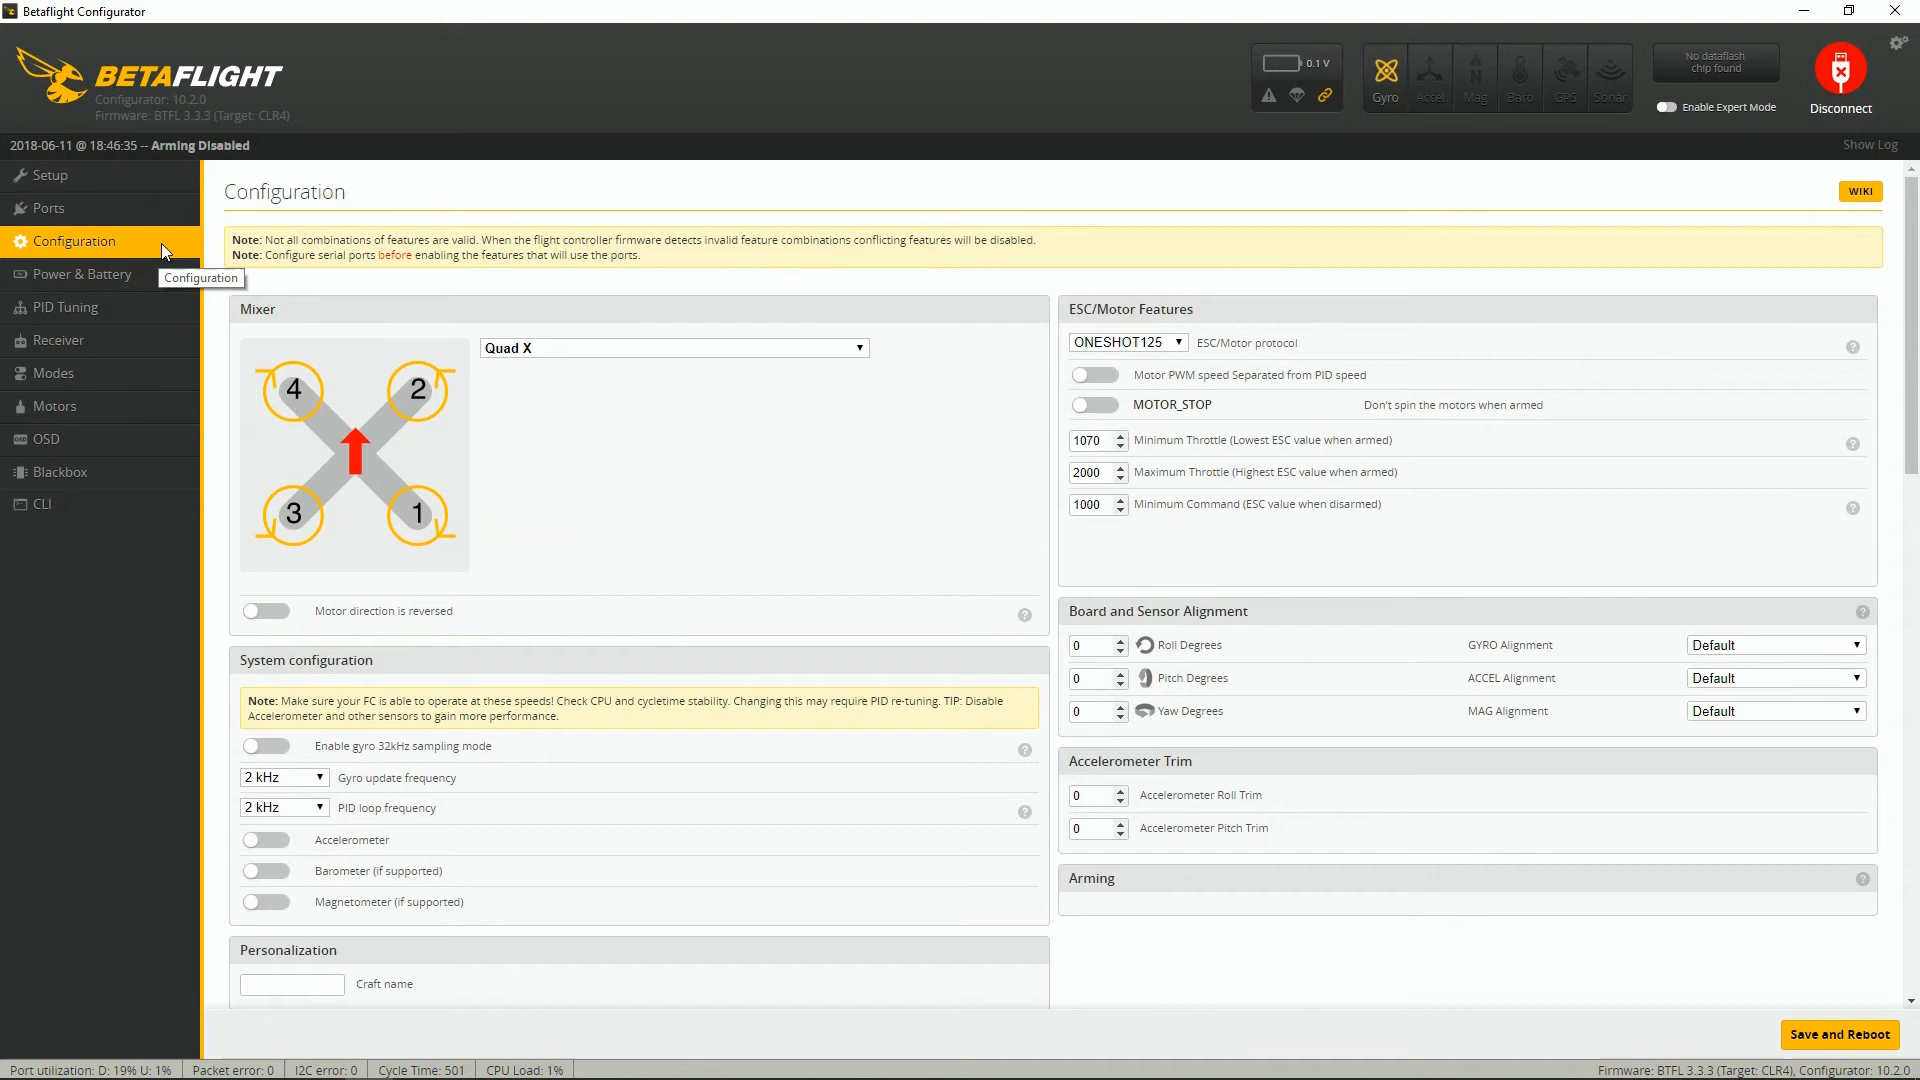 Betaflight Configurator
BETAFLIGHT
Configurator: 10.2.0
Firmware: BTFL 3.3.3 (Target: CLR4)
0.1 V
Gyro
Accel
Mag
Baro
GPS
Sonar
No dataflash
chip found
Enable Expert Mode
Disconnect
2018-06-11 @ 18:46:35 -- Arming Disabled
Show Log
Setup
Ports
Configuration
Power & Battery
PID Tuning
Receiver
Modes
Motors
OSD
Blackbox
CLI
Configuration
Configuration
WIKI
Note: Not all combinations of features are valid. When the flight controller firmware detects invalid feature combinations conflicting features will be disabled.
Note: Configure serial ports before enabling the features that will use the ports.
Mixer
Quad X
4
2
3
1
Motor direction is reversed
?
System configuration
Note: Make sure your FC is able to operate at these speeds! Check CPU and cycletime stability. Changing this may require PID re-tuning. TIP: Disable
Accelerometer and other sensors to gain more performance.
Enable gyro 32kHz sampling mode
?
2 kHz
Gyro update frequency
2 kHz
PID loop frequency
?
Accelerometer
Barometer (if supported)
Magnetometer (if supported)
Personalization
Craft name
ESC/Motor Features
ONESHOT125
ESC/Motor protocol
?
Motor PWM speed Separated from PID speed
MOTOR_STOP
Don't spin the motors when armed
1070
Minimum Throttle (Lowest ESC value when armed)
?
2000
Maximum Throttle (Highest ESC value when armed)
1000
Minimum Command (ESC value when disarmed)
?
Board and Sensor Alignment
?
0
Roll Degrees
GYRO Alignment
Default
0
Pitch Degrees
ACCEL Alignment
Default
0
Yaw Degrees
MAG Alignment
Default
Accelerometer Trim
0
Accelerometer Roll Trim
0
Accelerometer Pitch Trim
Arming
?
Save and Reboot
Port utilization: D: 19% U: 1%
Packet error: 0
I2C error: 0
Cycle Time: 501
CPU Load: 1%
Firmware: BTFL 3.3.3 (Target: CLR4), Configurator: 10.2.0